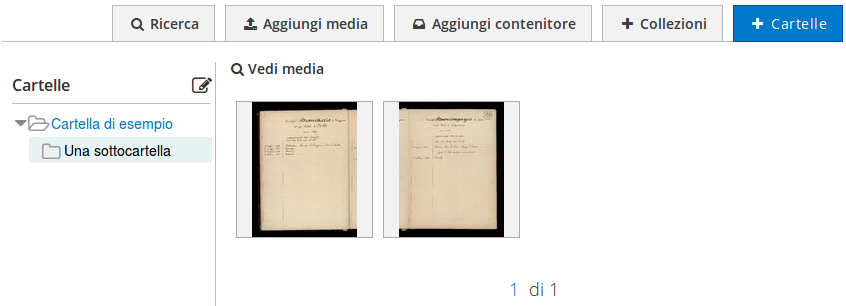 Ricerca
Aggiungi media
Aggiungi contenitore
Collezioni
Cartelle
Cartelle
Vedi media
Cartella di esempio
Una sottocartella
1 di 1